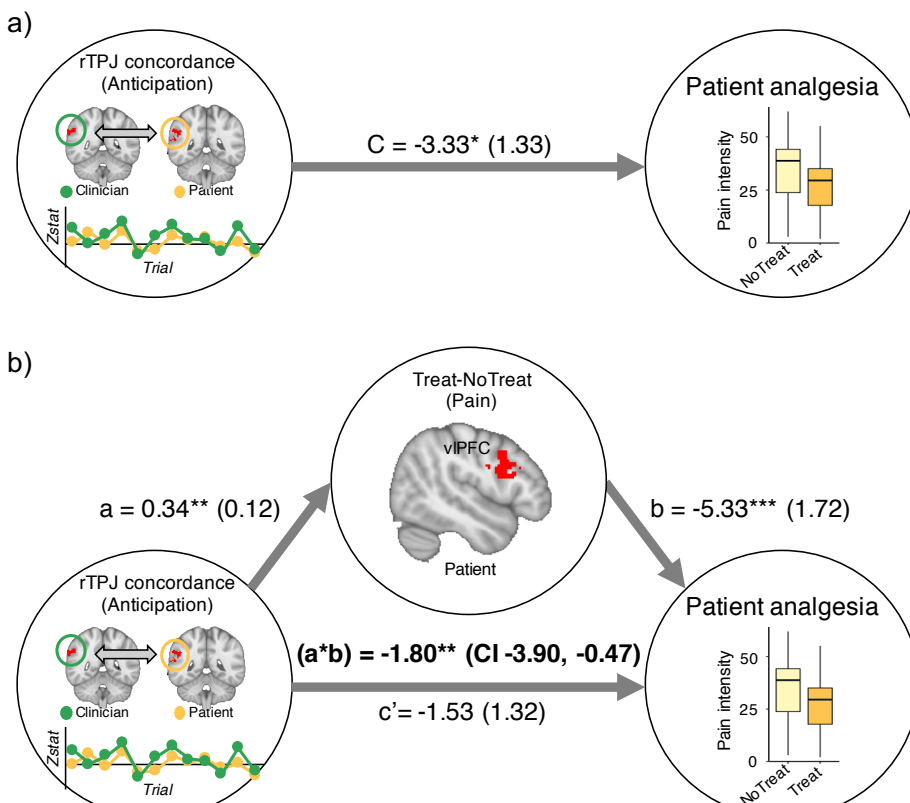 a)
rTPJ concordance
(Anticipation)
Clinician
Patient
Zstat
Trial
C = -3.33* (1.33)
Patient analgesia
Pain intensity
50
25
0
NoTreat
Treat
b)
Treat-NoTreat
(Pain)
vlPFC
Patient
a = 0.34** (0.12)
b = -5.33*** (1.72)
rTPJ concordance
(Anticipation)
Clinician
Patient
Zstat
Trial
(a*b) = -1.80** (CI -3.90, -0.47)
c’= -1.53 (1.32)
Patient analgesia
Pain intensity
50
25
0
NoTreat
Treat